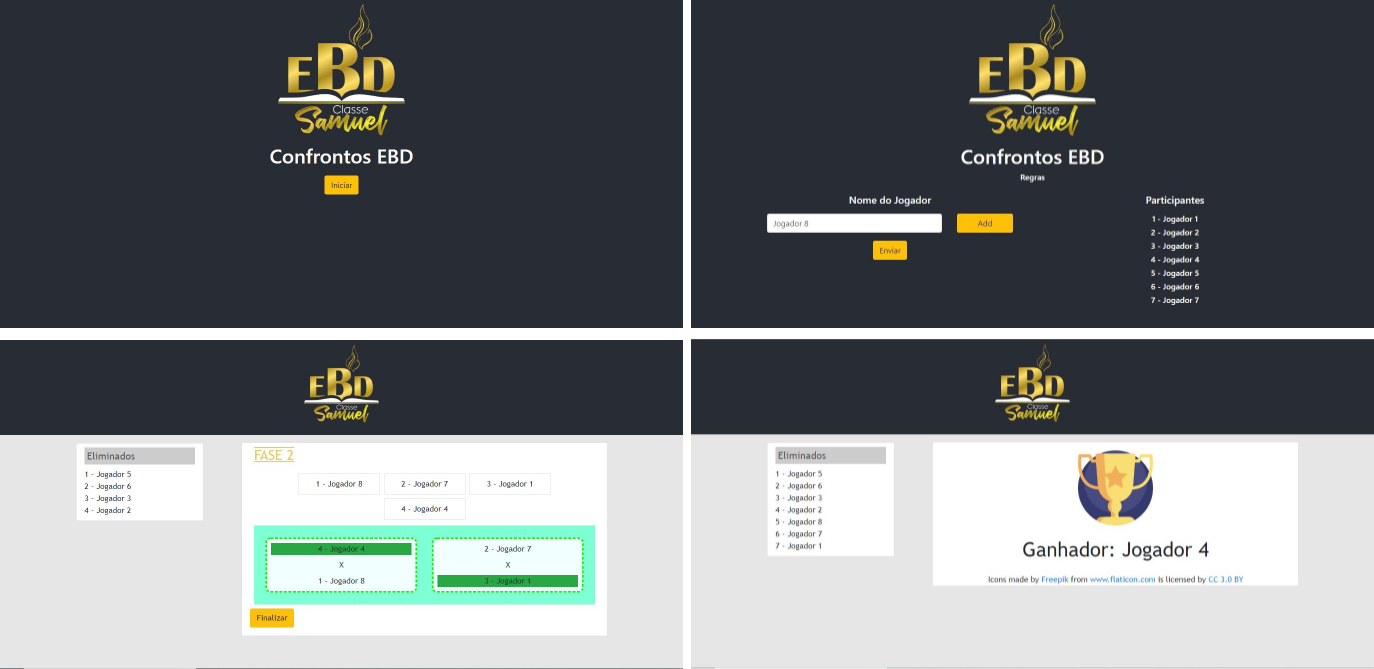 EBD
Classe
Samuel
Confrontos EBD
Iniciar
EBD
Classe
Samuel
Confrontos EBD
Regras
Nome do Jogador
Jogador 8
Add
Enviar
Participantes
1 - Jogador 1
2 - Jogador 2
3 - Jogador 3
4 - Jogador 4
5 - Jogador 5
6 - Jogador 6
7 - Jogador 7
EBD
Classe
Samuel
Eliminados
1 - Jogador 5
2 - Jogador 6
3 - Jogador 3
4 - Jogador 2
FASE 2
1 - Jogador 8 2 - Jogador 7 3 - Jogador 1
4 - Jogador 4
4 - Jogador 4
X
1 - Jogador 8
2 - Jogador 7
X
3 - Jogador 1
Finalizar
EBD
Classe
Samuel
Eliminados
1 - Jogador 5
2 - Jogador 6
3 - Jogador 3
4 - Jogador 2
5 - Jogador 8
6 - Jogador 7
7 - Jogador 1
Ganhador: Jogador 4
Icons made by Freepik from www.flaticon.com is licensed by CC 3.0 BY